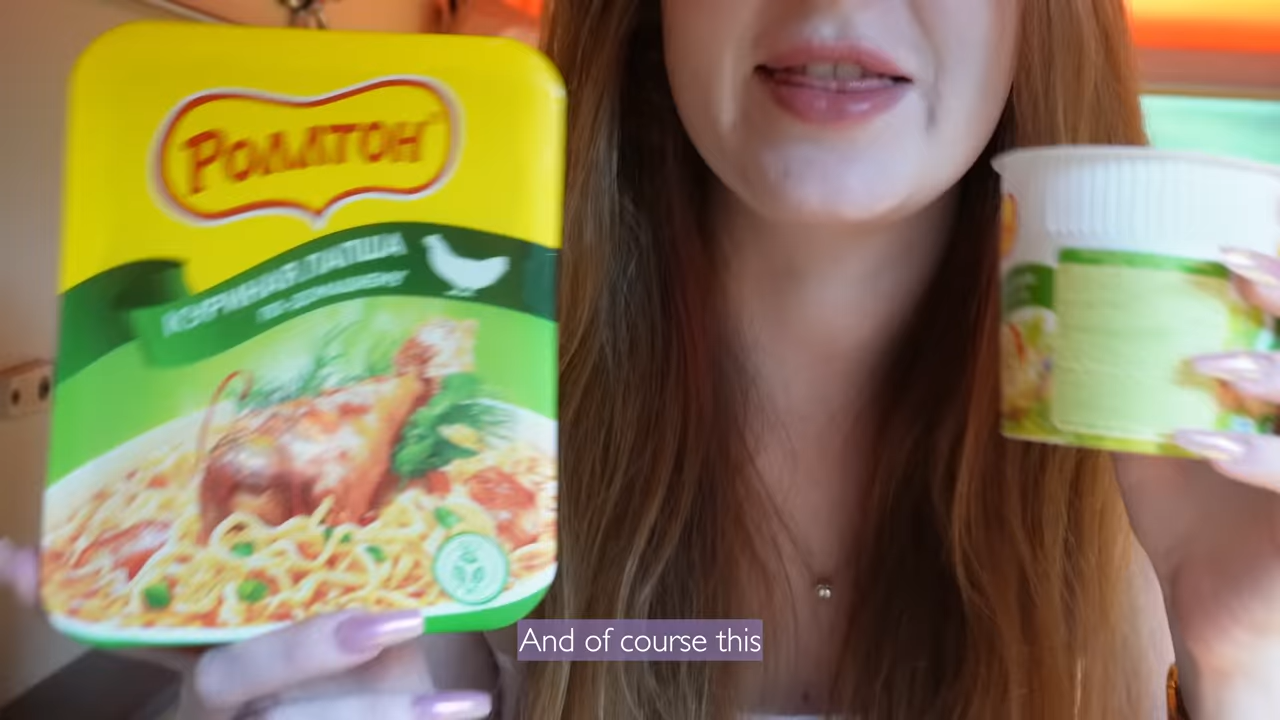 Роллтон
КУРИНАЯ ЛАПША
ПО-ДОМАШНЕМУ
And of course this